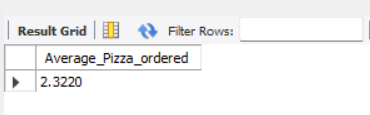 Result Grid Filter Rows:
Average_Pizza_ordered
2.3220